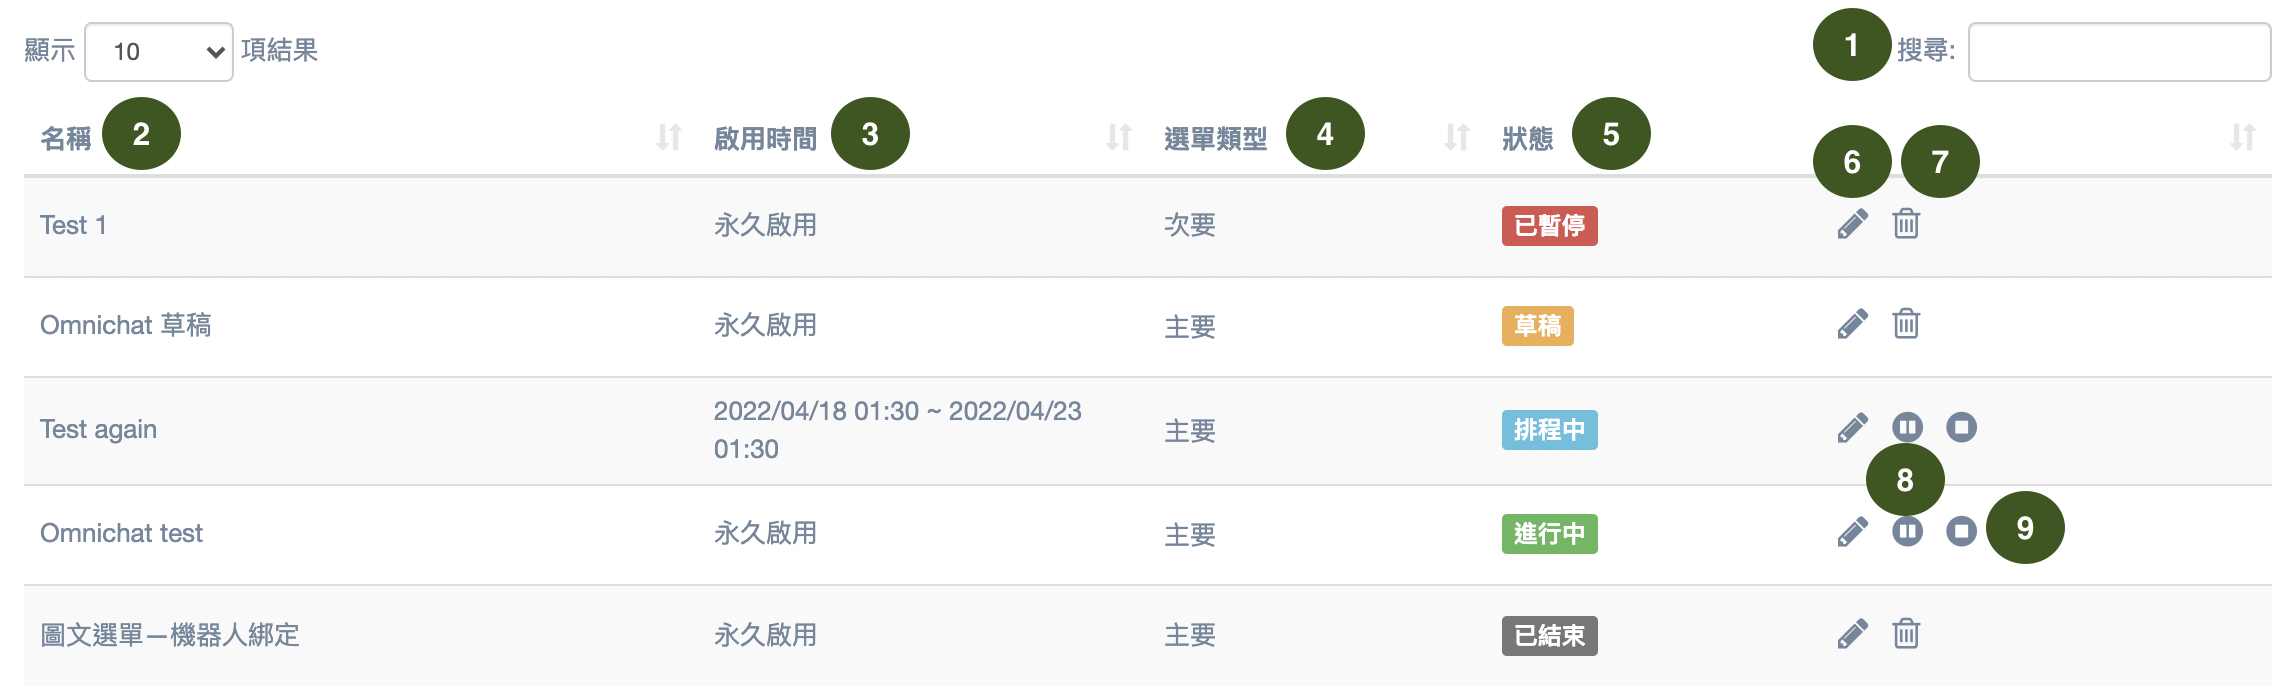 顯示 10 項結果 1 搜尋:
名稱 2 啟用時間 3 選單類型 4 狀態 5 6 7
Test 1 永久啟用 次要 已暫停
Omnichat 草稿 永久啟用 主要 草稿
Test again 2022/04/18 01:30 ~ 2022/04/23 主要 排程中
01:30
8
Omnichat test 永久啟用 主要 進行中 9
圖文選單－機器人綁定 永久啟用 主要 已結束